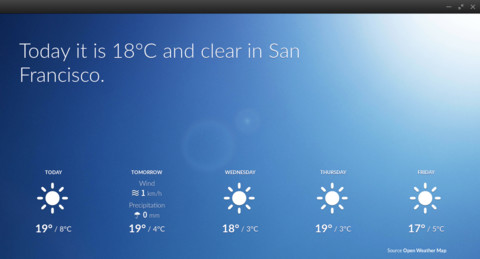 Today it is 18°C and clear in San
Francisco.
TODAY
TOMORROW
WEDNESDAY
THURSDAY
FRIDAY
Wind
1 km/h
Precipitation
0 mm
19° / 8°C
19° / 4°C
18° / 3°C
19° / 3°C
17° / 5°C
Source Open Weather Map